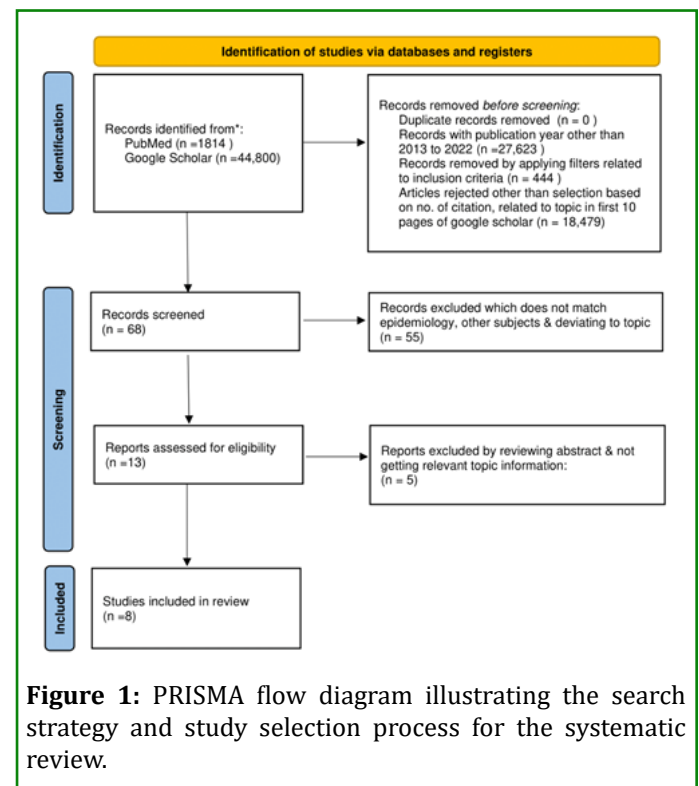 Identification of studies via databases and registers
Identification
Records identified from*:
PubMed (n =1814 )
Google Scholar (n =44,800)
Records removed before screening:
Duplicate records removed (n = 0 )
Records with publication year other than
2013 to 2022 (n =27,623 )
Records removed by applying filters related
to inclusion criteria (n = 444 )
Articles rejected other than selection based
on no. of citation, related to topic in first 10
pages of google scholar (n = 18,479)
Screening
Records screened
(n = 68)
Records excluded which does not match
epidemiology, other subjects & deviating to topic
(n = 55)
Reports assessed for eligibility
(n =13)
Reports excluded by reviewing abstract & not
getting relevant topic information:
(n = 5)
Included
Studies included in review
(n =8)
Figure 1: PRISMA flow diagram illustrating the search
strategy and study selection process for the systematic
review.